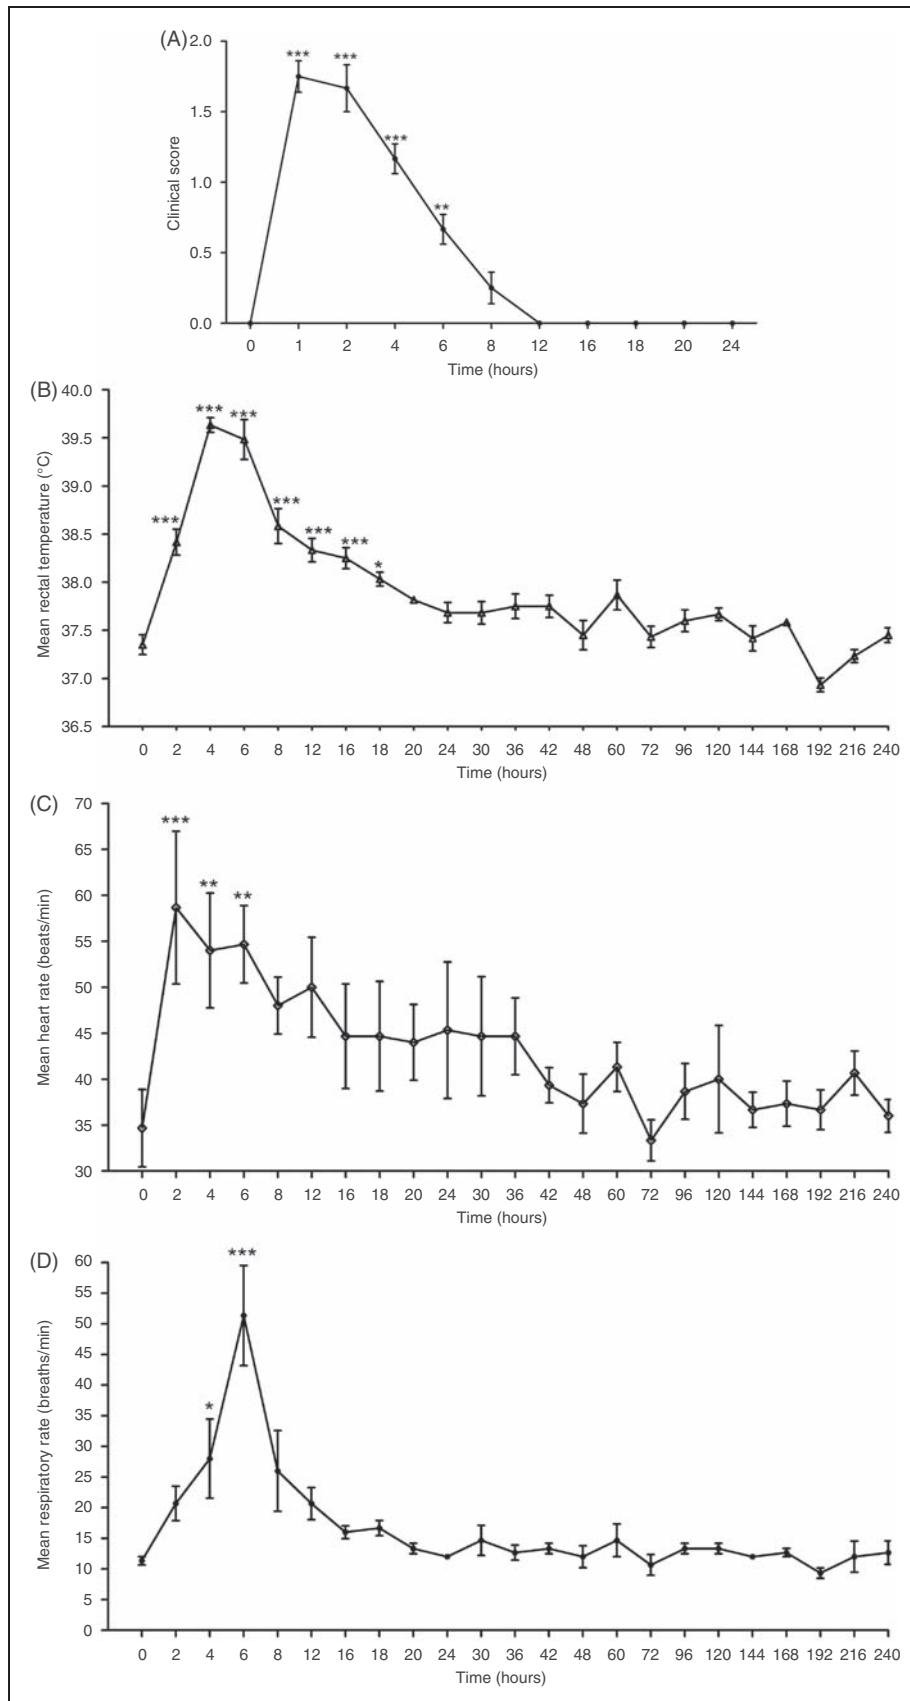 (A)
2.0
1.5
1.0
0.5
0.0
Clinical score
*** *** *** **
0 1 2 4 6 8 12 16 18 20 24
Time (hours)
(B)
40.0
39.5
39.0
38.5
38.0
37.5
37.0
36.5
Mean rectal temperature (°C)
*** *** *** *** *** *** *
0 2 4 6 8 12 16 18 20 24 30 36 42 48 60 72 96 120 144 168 192 216 240
Time (hours)
(C)
70
65
60
55
50
45
40
35
30
Mean heart rate (beats/min)
*** ** **
0 2 4 6 8 12 16 18 20 24 30 36 42 48 60 72 96 120 144 168 192 216 240
Time (hours)
(D)
60
55
50
45
40
35
30
25
20
15
10
5
0
Mean respiratory rate (breaths/min)
* ***
0 2 4 6 8 12 16 18 20 24 30 36 42 48 60 72 96 120 144 168 192 216 240
Time (hours)